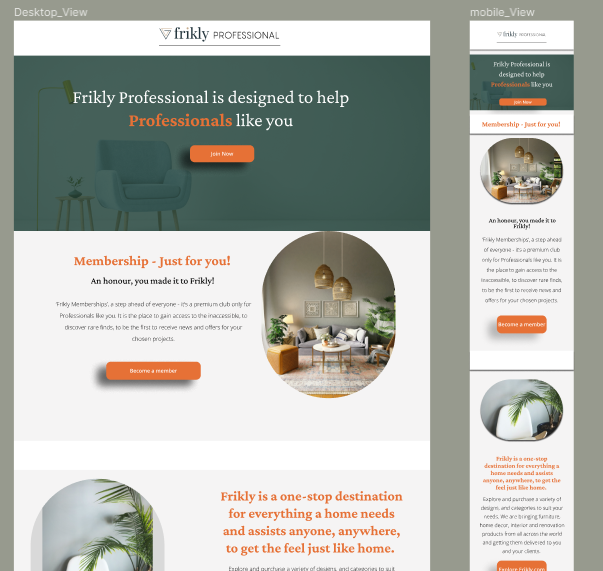 Desktop_View
frikly PROFESSIONAL
Frikly Professional is designed to help
Professionals like you
Join Now
Membership - Just for you!
An honour, you made it to Frikly!
'Frikly Memberships', a step ahead of everyone - it's a premium club only for
Professionals like you. It is the place to gain access to the inaccessible, to
discover rare finds, to be the first to receive news and offers for your
chosen projects.
Become a member
Frikly is a one-stop destination
for everything a home needs
and assists anyone, anywhere,
to get the feel just like home.
Explore and purchase a variety of designs, and categories to suit
mobile_View
frikly PROFESSIONAL
Frikly Professional is
designed to help
Professionals like you
Join Now
Membership - Just for you!
An honour, you made it to
Frikly!
'Frikly Memberships', a step ahead
of everyone - it's a premium club
only for Professionals like you. It is
the place to gain access to the
inaccessible, to discover rare finds,
to be the first to receive news and
offers for your chosen projects.
Become a member
Frikly is a one-stop
destination for everything a
home needs and assists
anyone, anywhere, to get the
feel just like home.
Explore and purchase a variety of
designs, and categories to suit your
needs. We are bringing furniture,
home decor, interior and renovation
products from all across the world
and getting them delivered to you
and your clients.
Explore Frikly.com